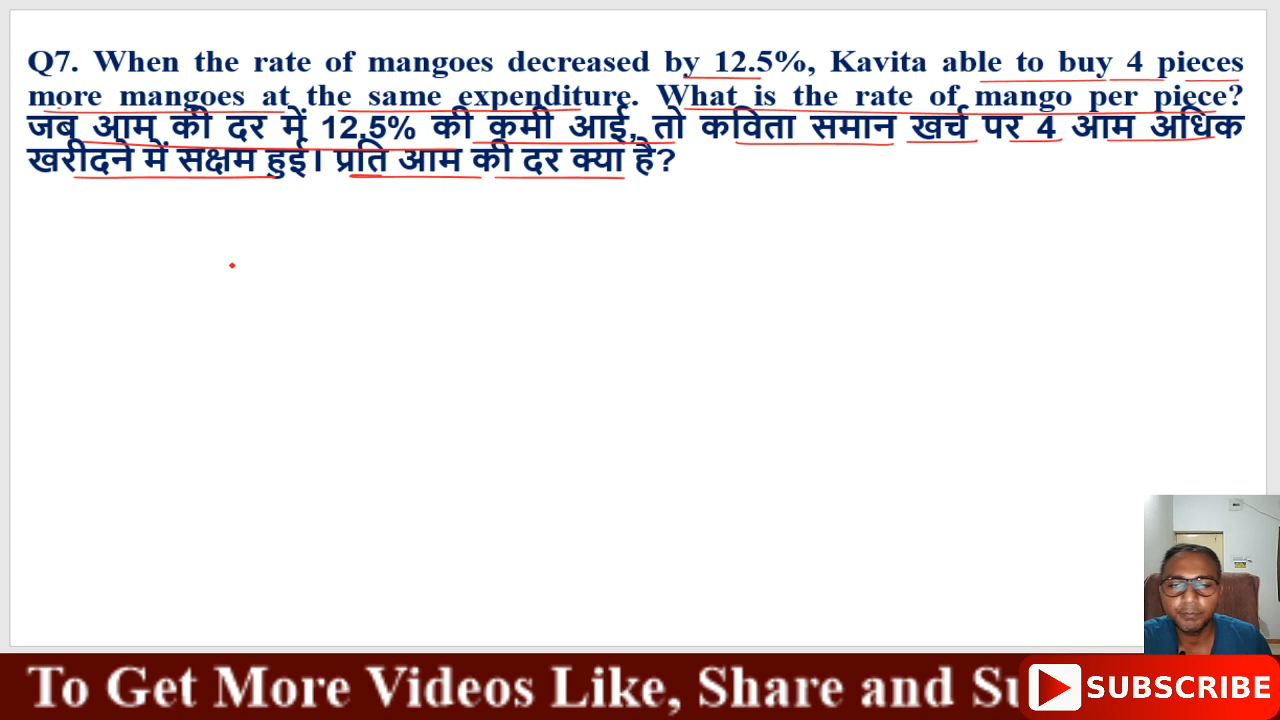 Q7. When the rate of mangoes decreased by 12.5%, Kavita able to buy 4 pieces
more mangoes at the same expenditure. What is the rate of mango per piece?
जब आम की दर में 12.5% की कमी आई, तो कविता समान खर्च पर 4 आम अधिक
खरीदने में सक्षम हुई। प्रति आम की दर क्या है?
To Get More Videos Like, Share and Su
SUBSCRIBE